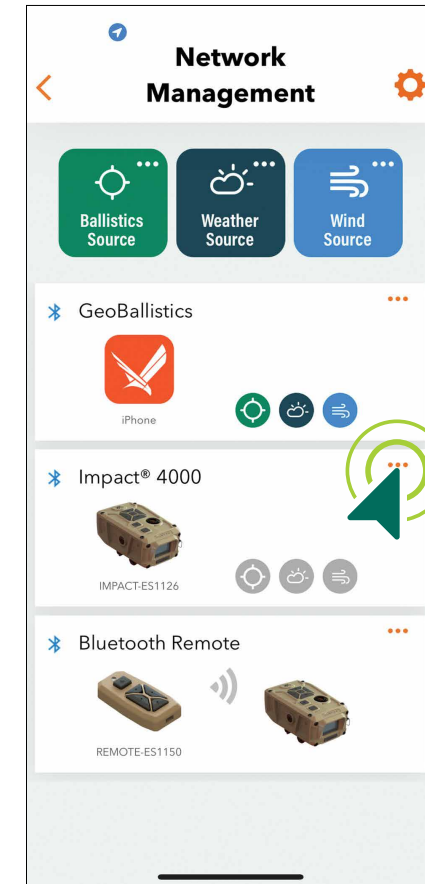 Network
Management
Ballistics
Source
Weather
Source
Wind
Source
GeoBallistics
iPhone
Impact® 4000
IMPACT-ES1126
Bluetooth Remote
REMOTE-ES1150